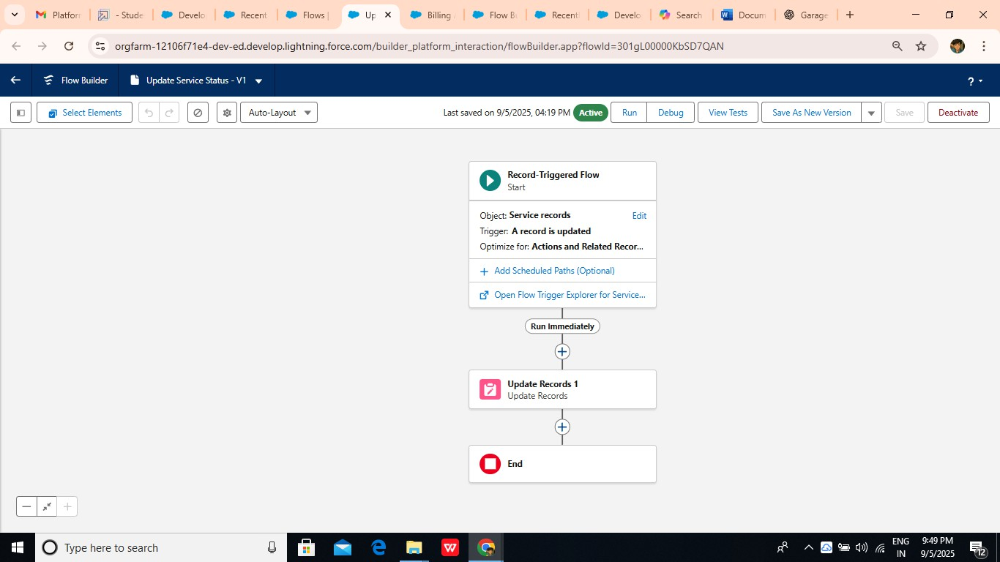 Platforr
- Stude
Develo
Recent
Flows |
Up
Billing
Flow Bu
Recenti
Develo
Search
Docum
Garage
orgfarm-12106f71e4-dev-ed.develop.lightning.force.com/builder_platform_interaction/flowBuilder.app?flowId=301gL00000KbSD7QAN
Flow Builder
Update Service Status - V1
?
Select Elements
Auto-Layout
Last saved on 9/5/2025, 04:19 PM
Active
Run
Debug
View Tests
Save As New Version
Save
Deactivate
Record-Triggered Flow
Start
Object: Service records
Edit
Trigger: A record is updated
Optimize for: Actions and Related Recor...
Add Scheduled Paths (Optional)
Open Flow Trigger Explorer for Service...
Run Immediately
Update Records 1
Update Records
End
Type here to search
W
ENG
IN
9:49 PM
9/5/2025
12